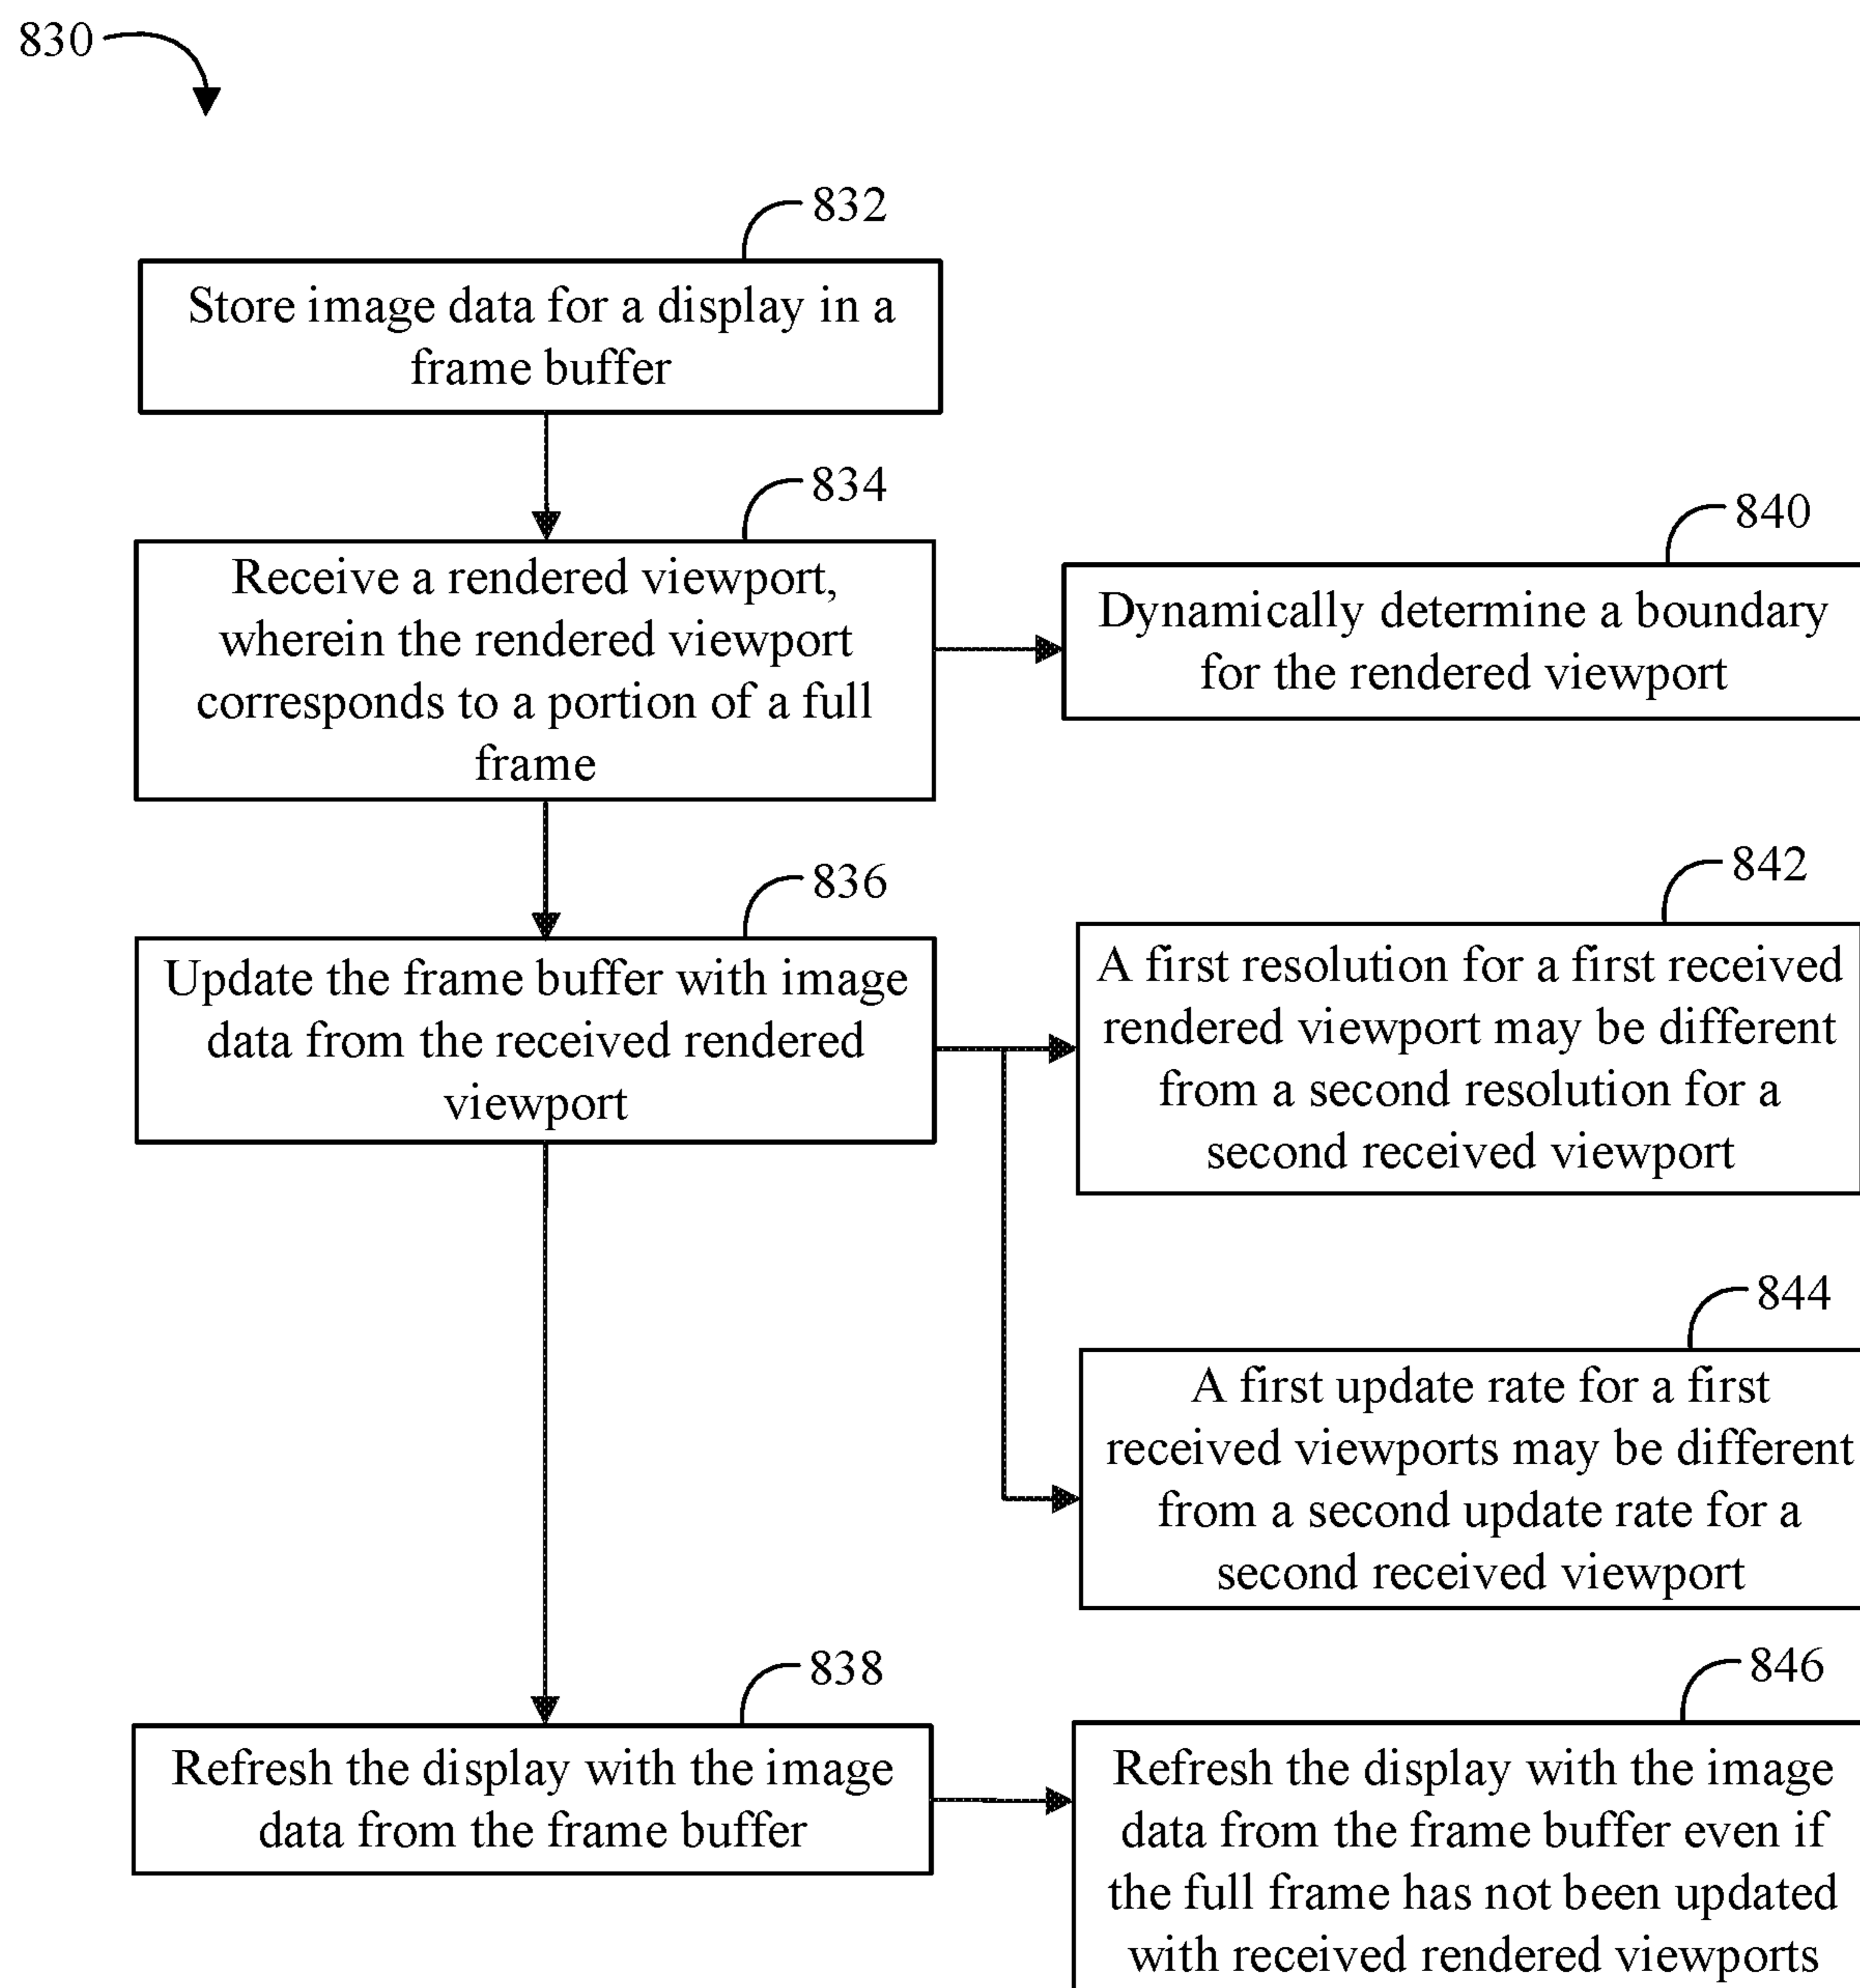 830
832
Store image data for a display in a
frame buffer
834
Receive a rendered viewport,
wherein the rendered viewport
corresponds to a portion of a full
frame
840
Dynamically determine a boundary
for the rendered viewport
836
Update the frame buffer with image
data from the received rendered
viewport
842
A first resolution for a first received
rendered viewport may be different
from a second resolution for a
second received viewport
844
A first update rate for a first
received viewports may be different
from a second update rate for a
second received viewport
838
Refresh the display with the image
data from the frame buffer
846
Refresh the display with the image
data from the frame buffer even if
the full frame has not been updated
with received rendered viewports